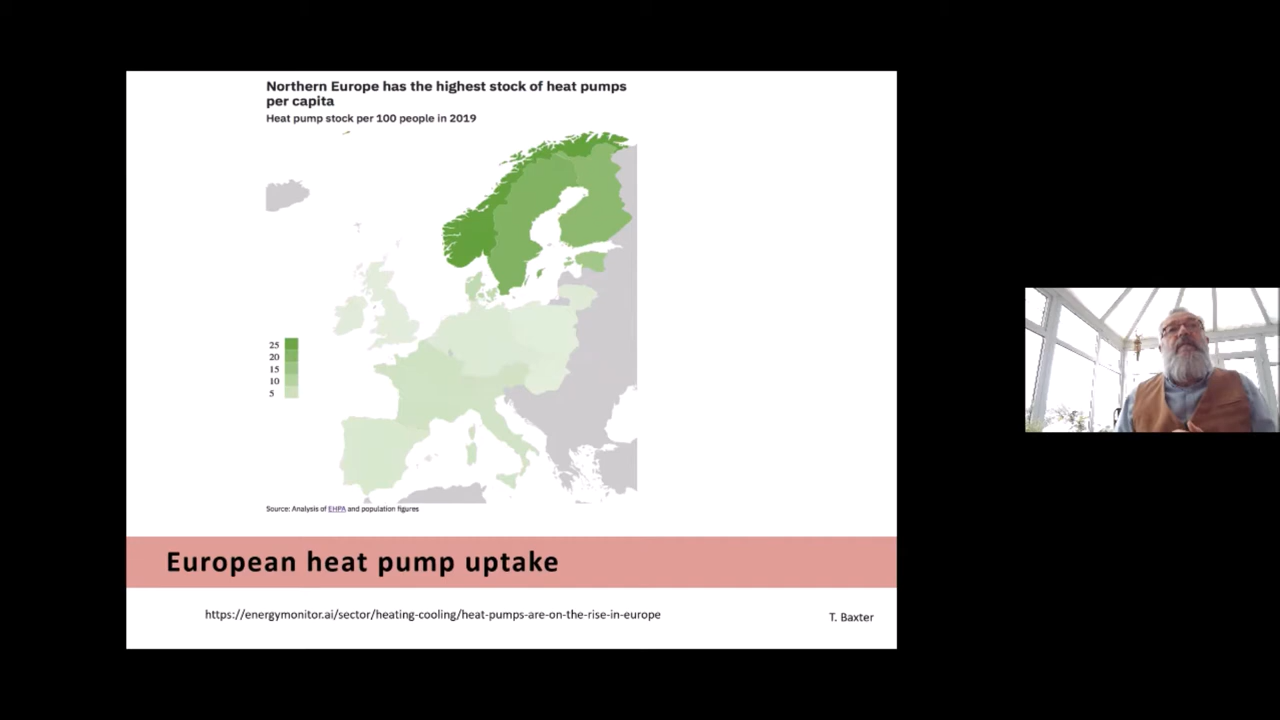 Northern Europe has the highest stock of heat pumps
per capita
Heat pump stock per 100 people in 2019
25
20
15
10
5
Source: Analysis of EHPA and population figures
European heat pump uptake
https://energymonitor.ai/sector/heating-cooling/heat-pumps-are-on-the-rise-in-europe
T. Baxter